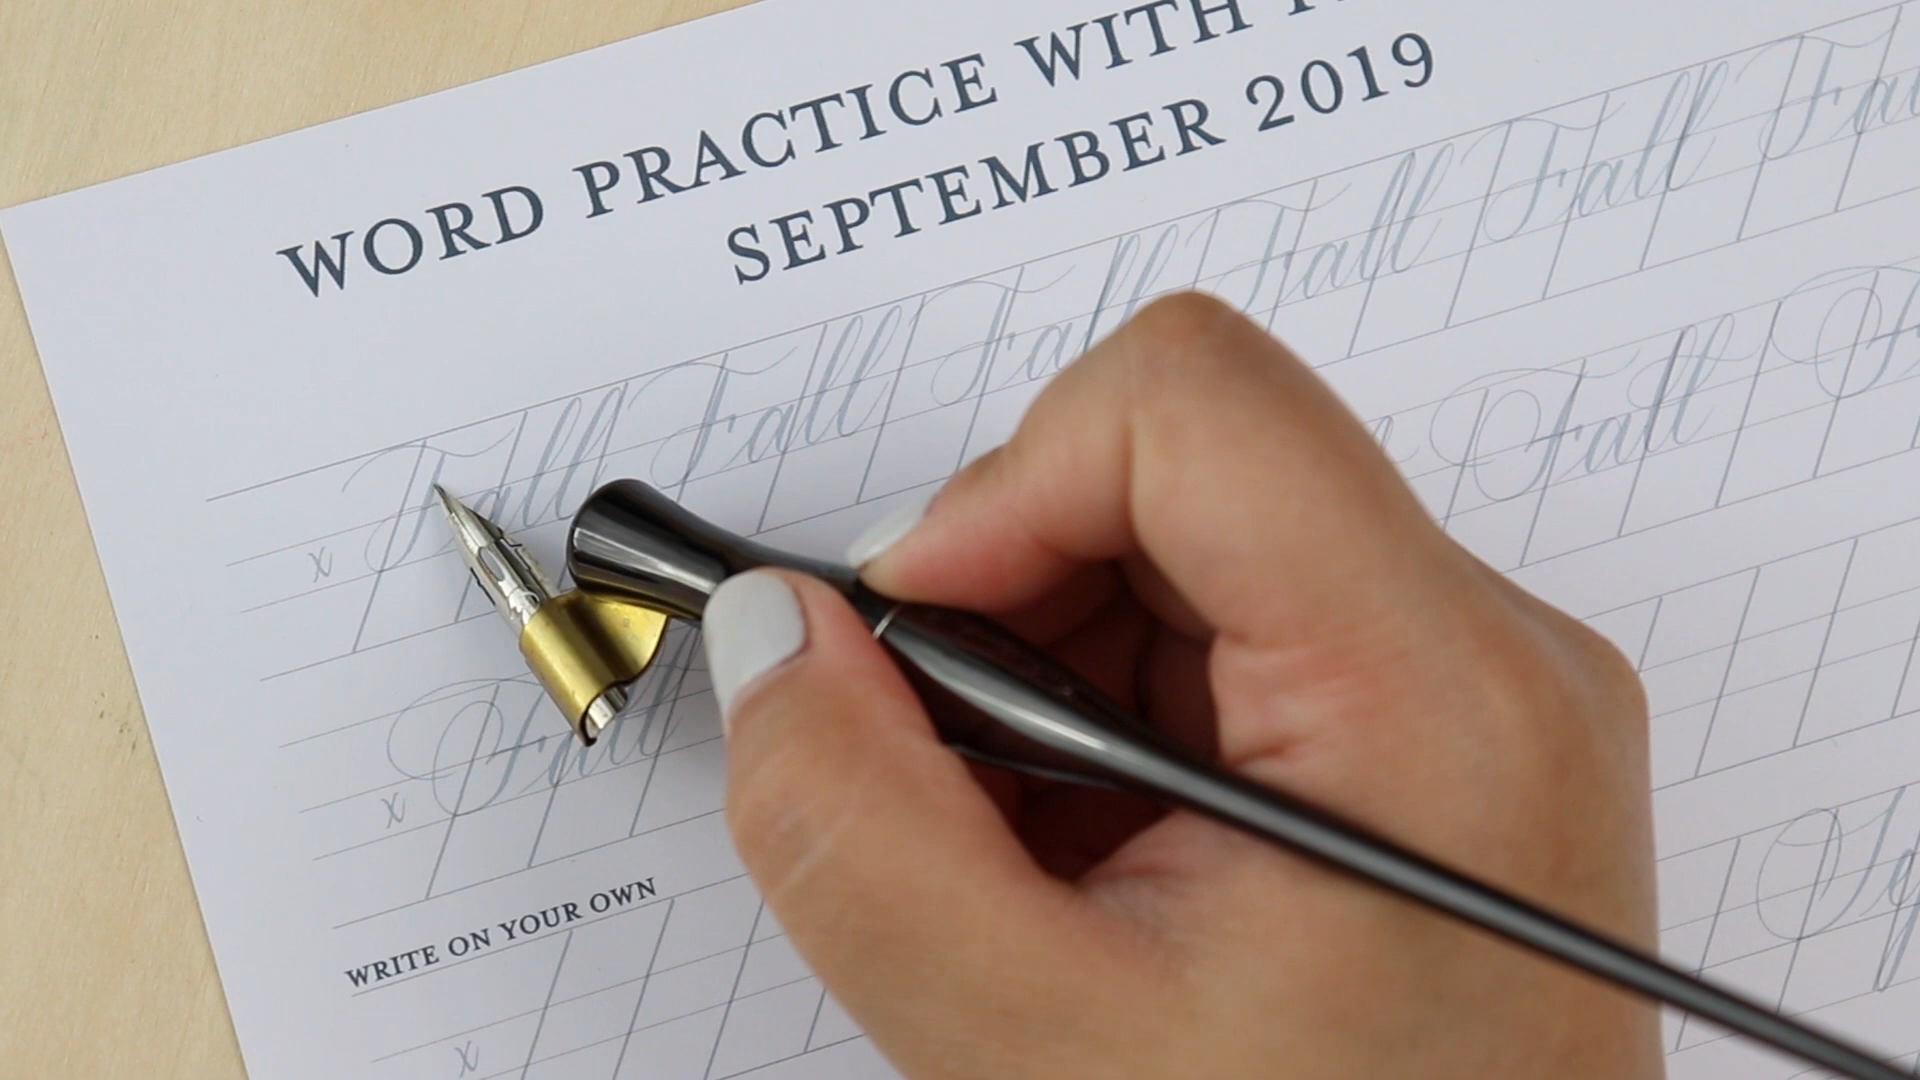 WORD PRACTICE WITH
SEPTEMBER 2019
Fall Fall Fall Fall Fall Fall
x
Fall Fall
x
WRITE ON YOUR OWN
x